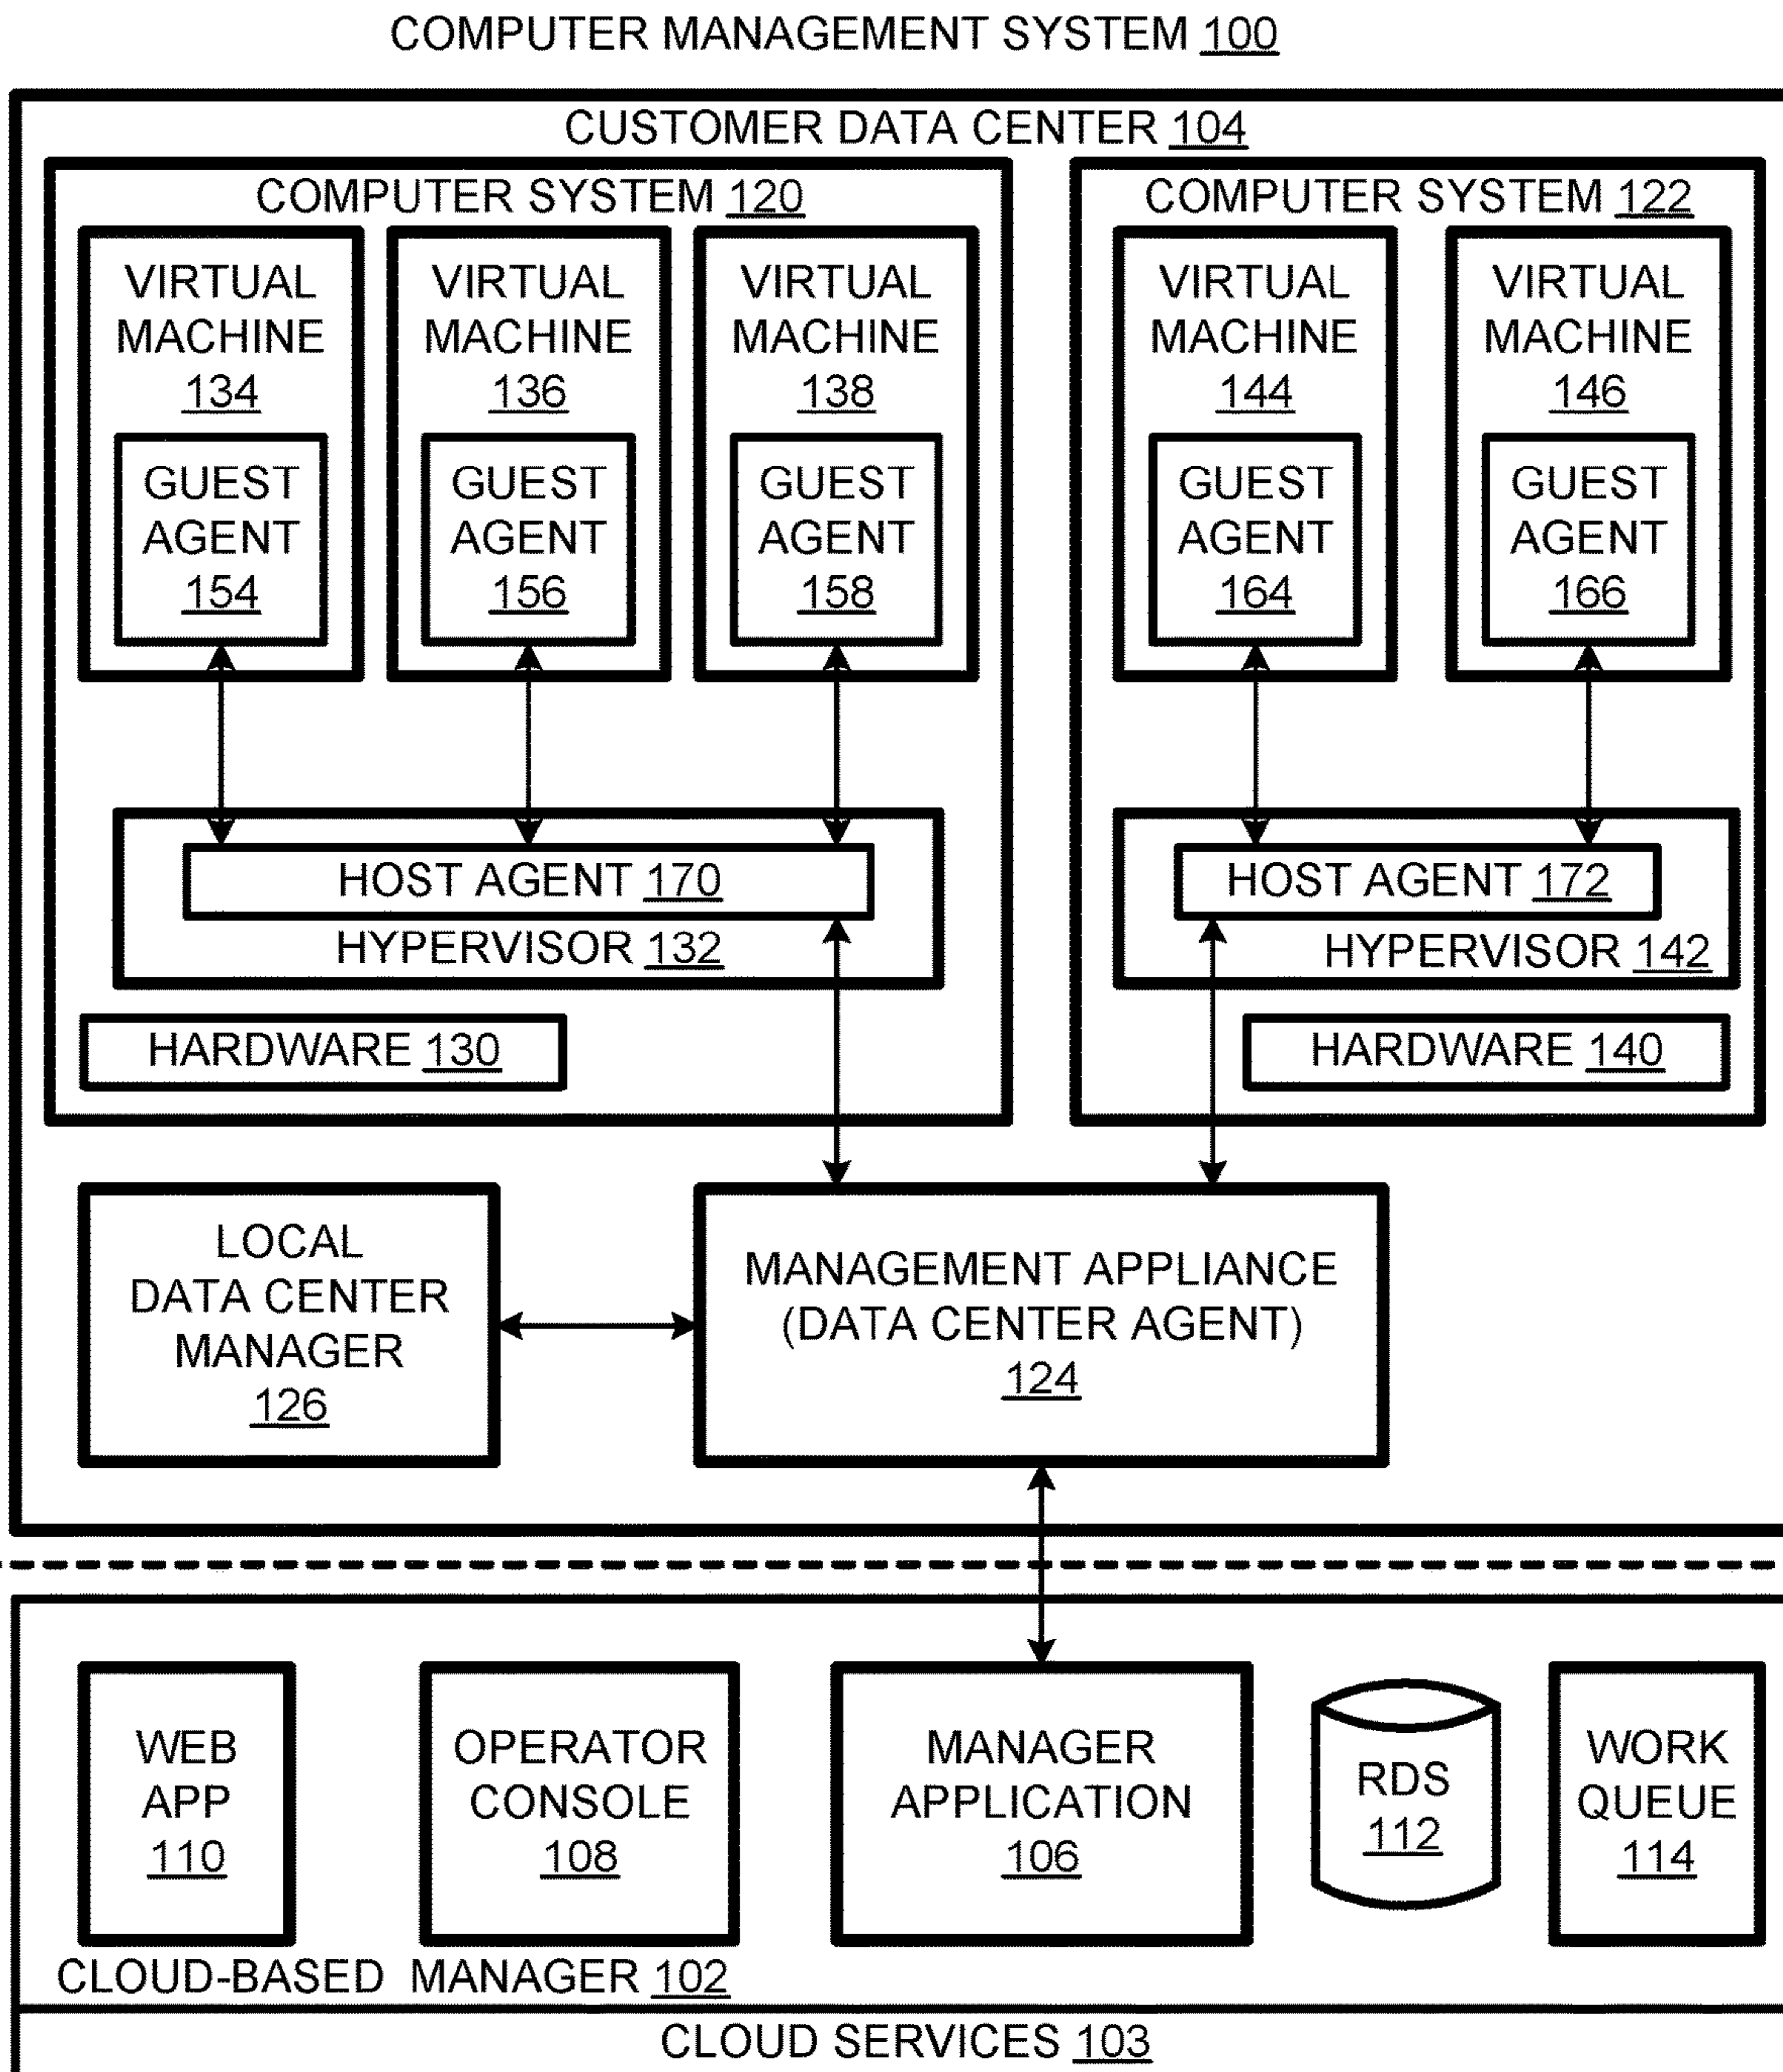 COMPUTER MANAGEMENT SYSTEM 100
CUSTOMER DATA CENTER 104
COMPUTER SYSTEM 120
VIRTUAL
MACHINE
134
GUEST
AGENT
154
VIRTUAL
MACHINE
136
GUEST
AGENT
156
VIRTUAL
MACHINE
138
GUEST
AGENT
158
HOST AGENT 170
HYPERVISOR 132
HARDWARE 130
COMPUTER SYSTEM 122
VIRTUAL
MACHINE
144
GUEST
AGENT
164
VIRTUAL
MACHINE
146
GUEST
AGENT
166
HOST AGENT 172
HYPERVISOR 142
HARDWARE 140
LOCAL
DATA CENTER
MANAGER
126
MANAGEMENT APPLIANCE
(DATA CENTER AGENT)
124
WEB
APP
110
OPERATOR
CONSOLE
108
MANAGER
APPLICATION
106
RDS
112
WORK
QUEUE
114
CLOUD-BASED MANAGER 102
CLOUD SERVICES 103